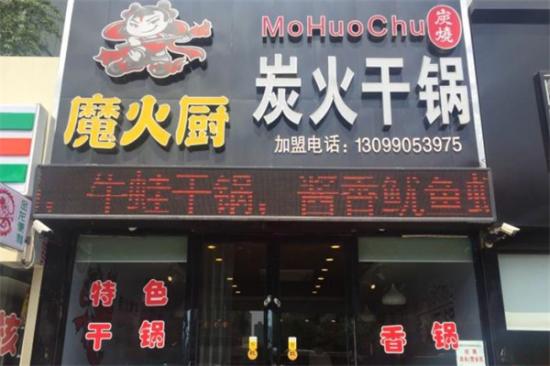 MoHuoChu
炭燒
魔火厨
炭火干锅
加盟电话:13099053975
牛蛙干锅,酱香鱿鱼虾
特色
干锅
香锅